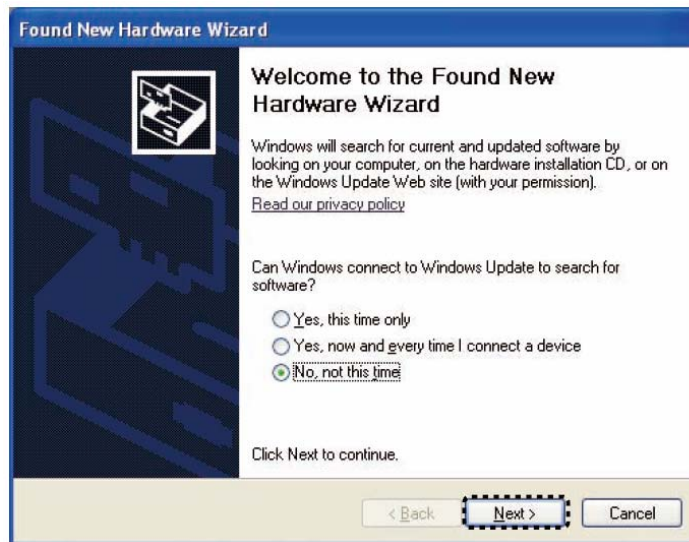 Found New Hardware Wizard
Welcome to the Found New
Hardware Wizard
Windows will search for current and updated software by
looking on your computer, on the hardware installation CD, or on
the Windows Update Web site (with your permission).
Read our privacy policy
Can Windows connect to Windows Update to search for
software?
Yes, this time only
Yes, now and every time I connect a device
No, not this time
Click Next to continue.
< Back Next > Cancel